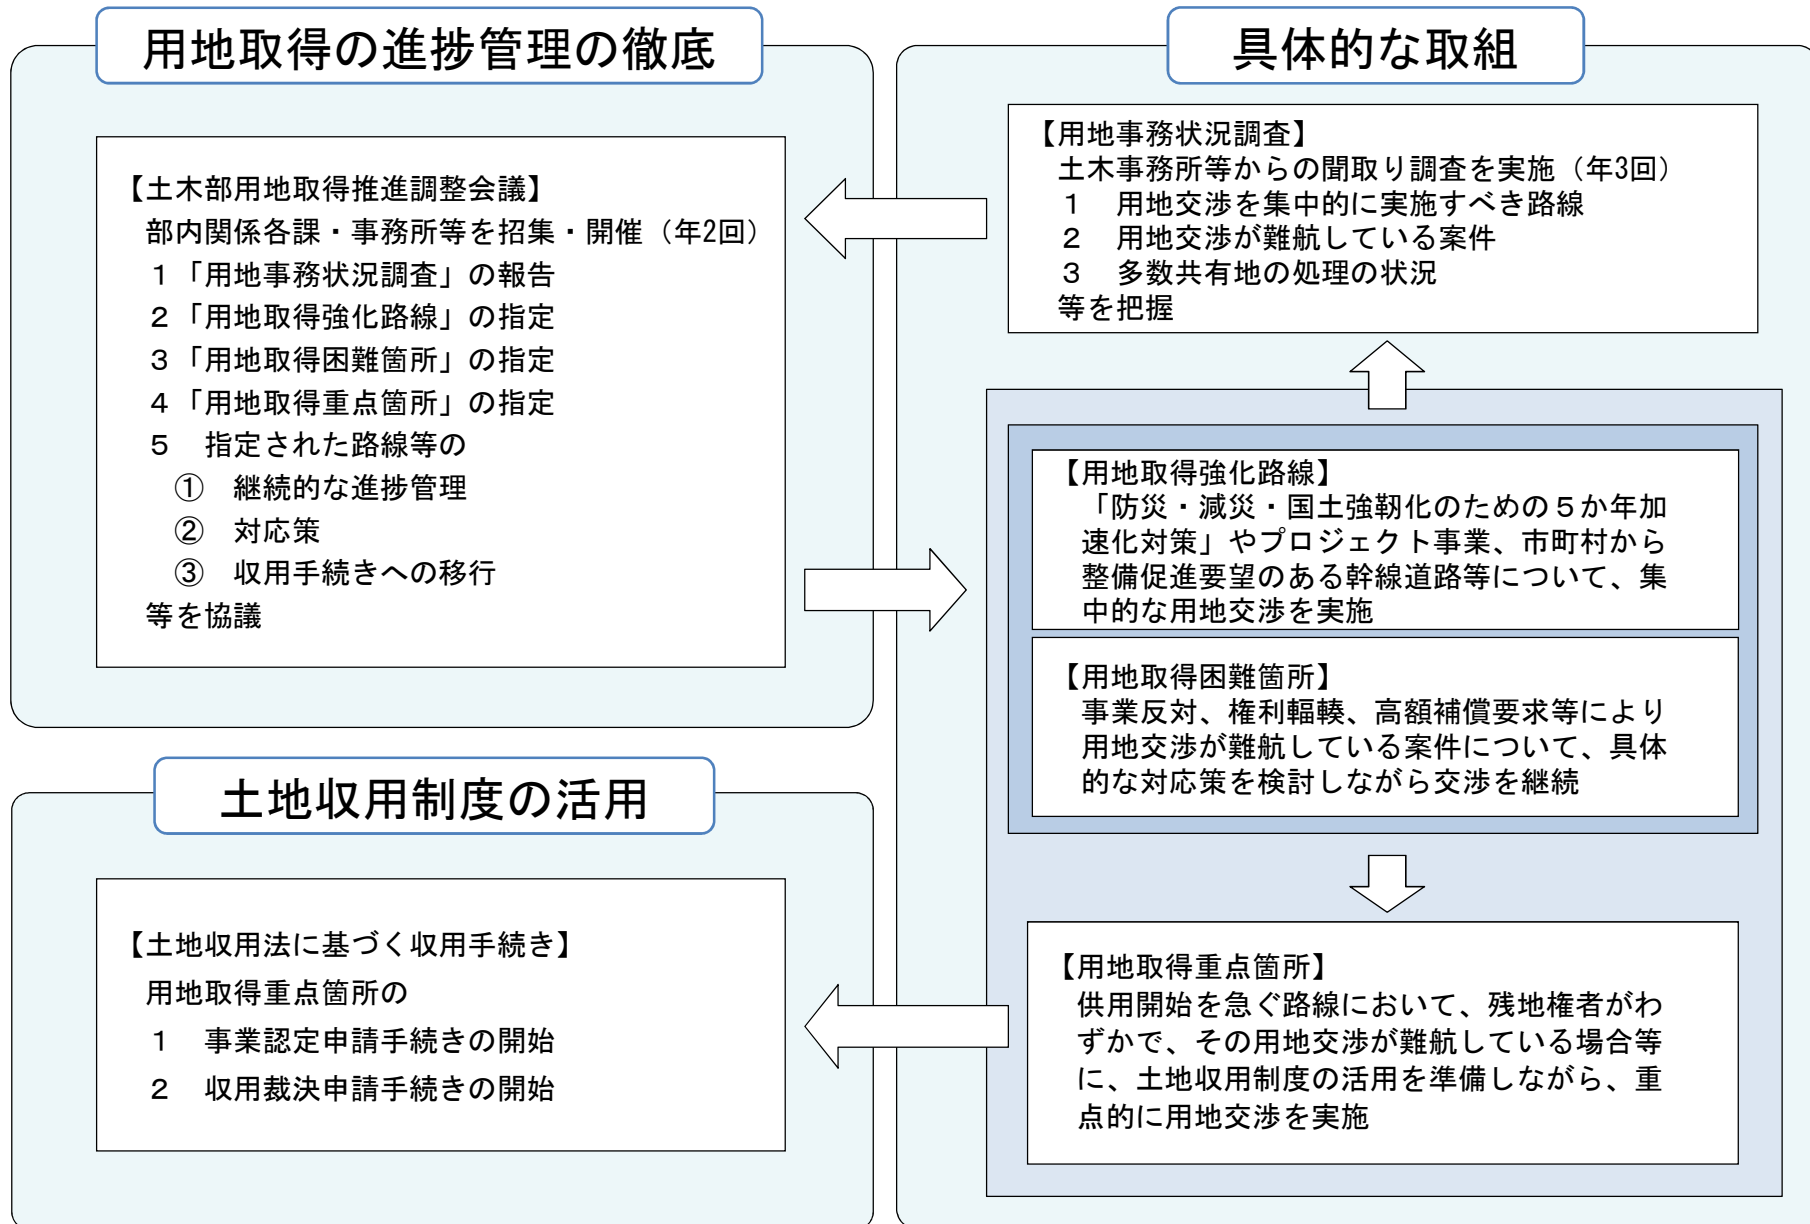 用地取得の進捗管理の徹底
【土木部用地取得推進調整会議】
部内関係各課・事務所等を招集・開催（年2回）
１「用地事務状況調査」の報告
２「用地取得強化路線」の指定
３「用地取得困難箇所」の指定
４「用地取得重点箇所」の指定
５　指定された路線等の
①　継続的な進捗管理
②　対応策
③　収用手続きへの移行
等を協議
土地収用制度の活用
【土地収用法に基づく収用手続き】
用地取得重点箇所の
１　事業認定申請手続きの開始
２　収用裁決申請手続きの開始
具体的な取組
【用地事務状況調査】
土木事務所等からの聞取り調査を実施（年3回）
１　用地交渉を集中的に実施すべき路線
２　用地交渉が難航している案件
３　多数共有地の処理の状況
等を把握
【用地取得強化路線】
「防災・減災・国土強靭化のための５か年加
速化対策」やプロジェクト事業、市町村から
整備促進要望のある幹線道路等について、集
中的な用地交渉を実施
【用地取得困難箇所】
事業反対、権利輻輳、高額補償要求等により
用地交渉が難航している案件について、具体
的な対応策を検討しながら交渉を継続
【用地取得重点箇所】
供用開始を急ぐ路線において、残地権者がわ
ずかで、その用地交渉が難航している場合等
に、土地収用制度の活用を準備しながら、重
点的に用地交渉を実施